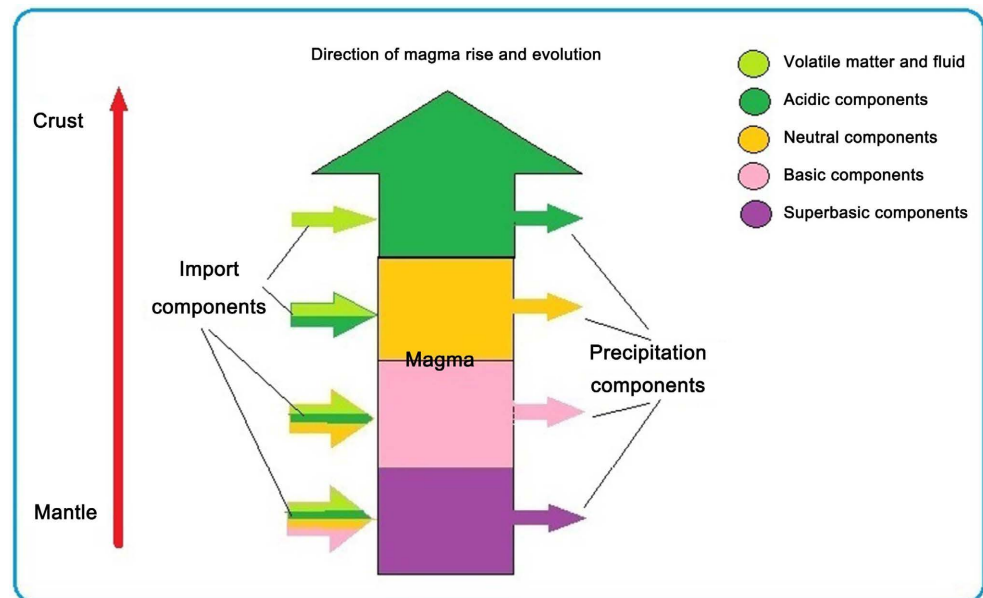 Direction of magma rise and evolution
Volatile matter and fluid
Acidic components
Neutral components
Basic components
Superbasic components
Crust
Import
components
Magma
Precipitation
components
Mantle